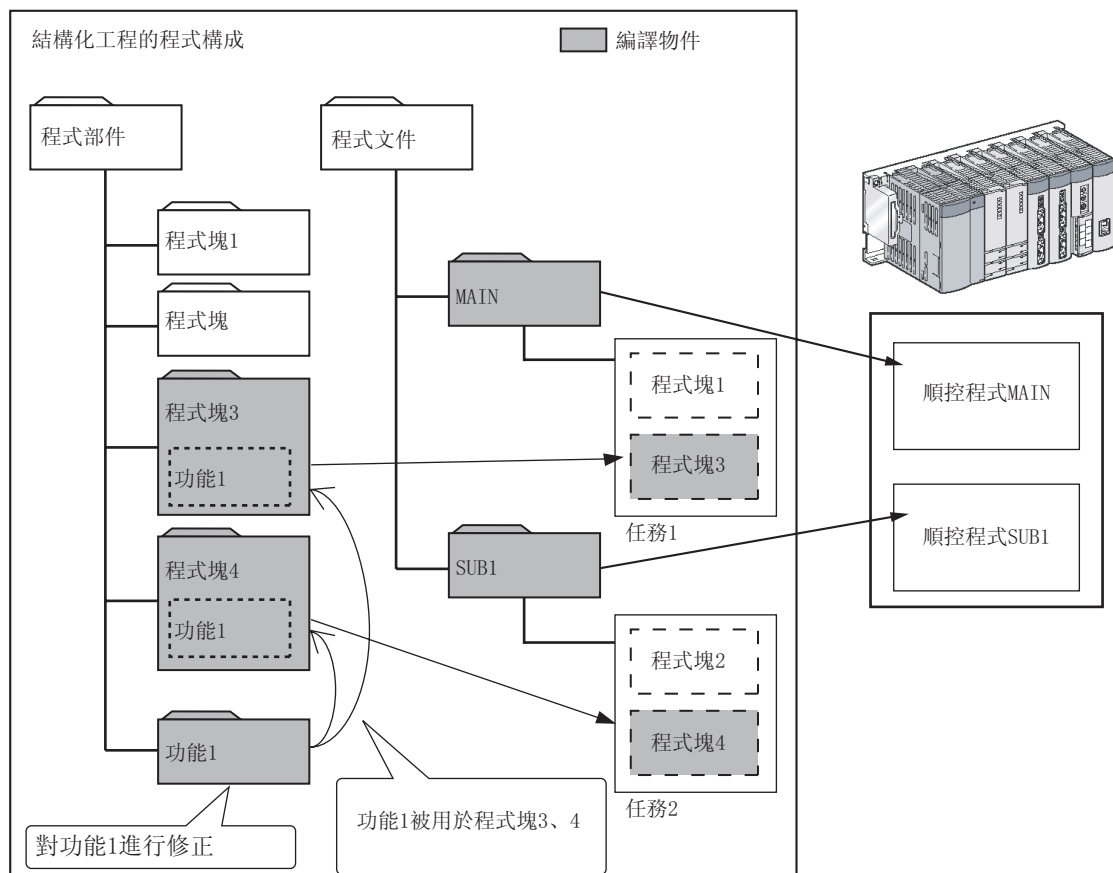 結構化工程的程式構成
編譯物件
程式部件
程式文件
程式塊1
程式塊
程式塊3
功能1
程式塊4
功能1
功能1
對功能1進行修正
功能1被用於程式塊3、4
MAIN
程式塊1
程式塊3
任務1
SUB1
程式塊2
程式塊4
任務2
順控程式MAIN
順控程式SUB1